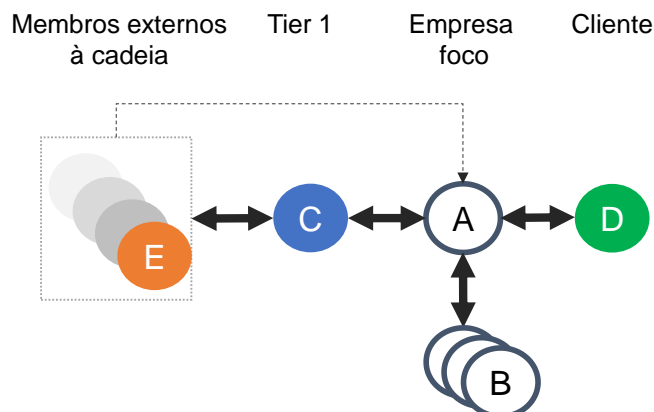 Membros externos
à cadeia
Tier 1
Empresa
foco
Cliente
E
C
A
D
B